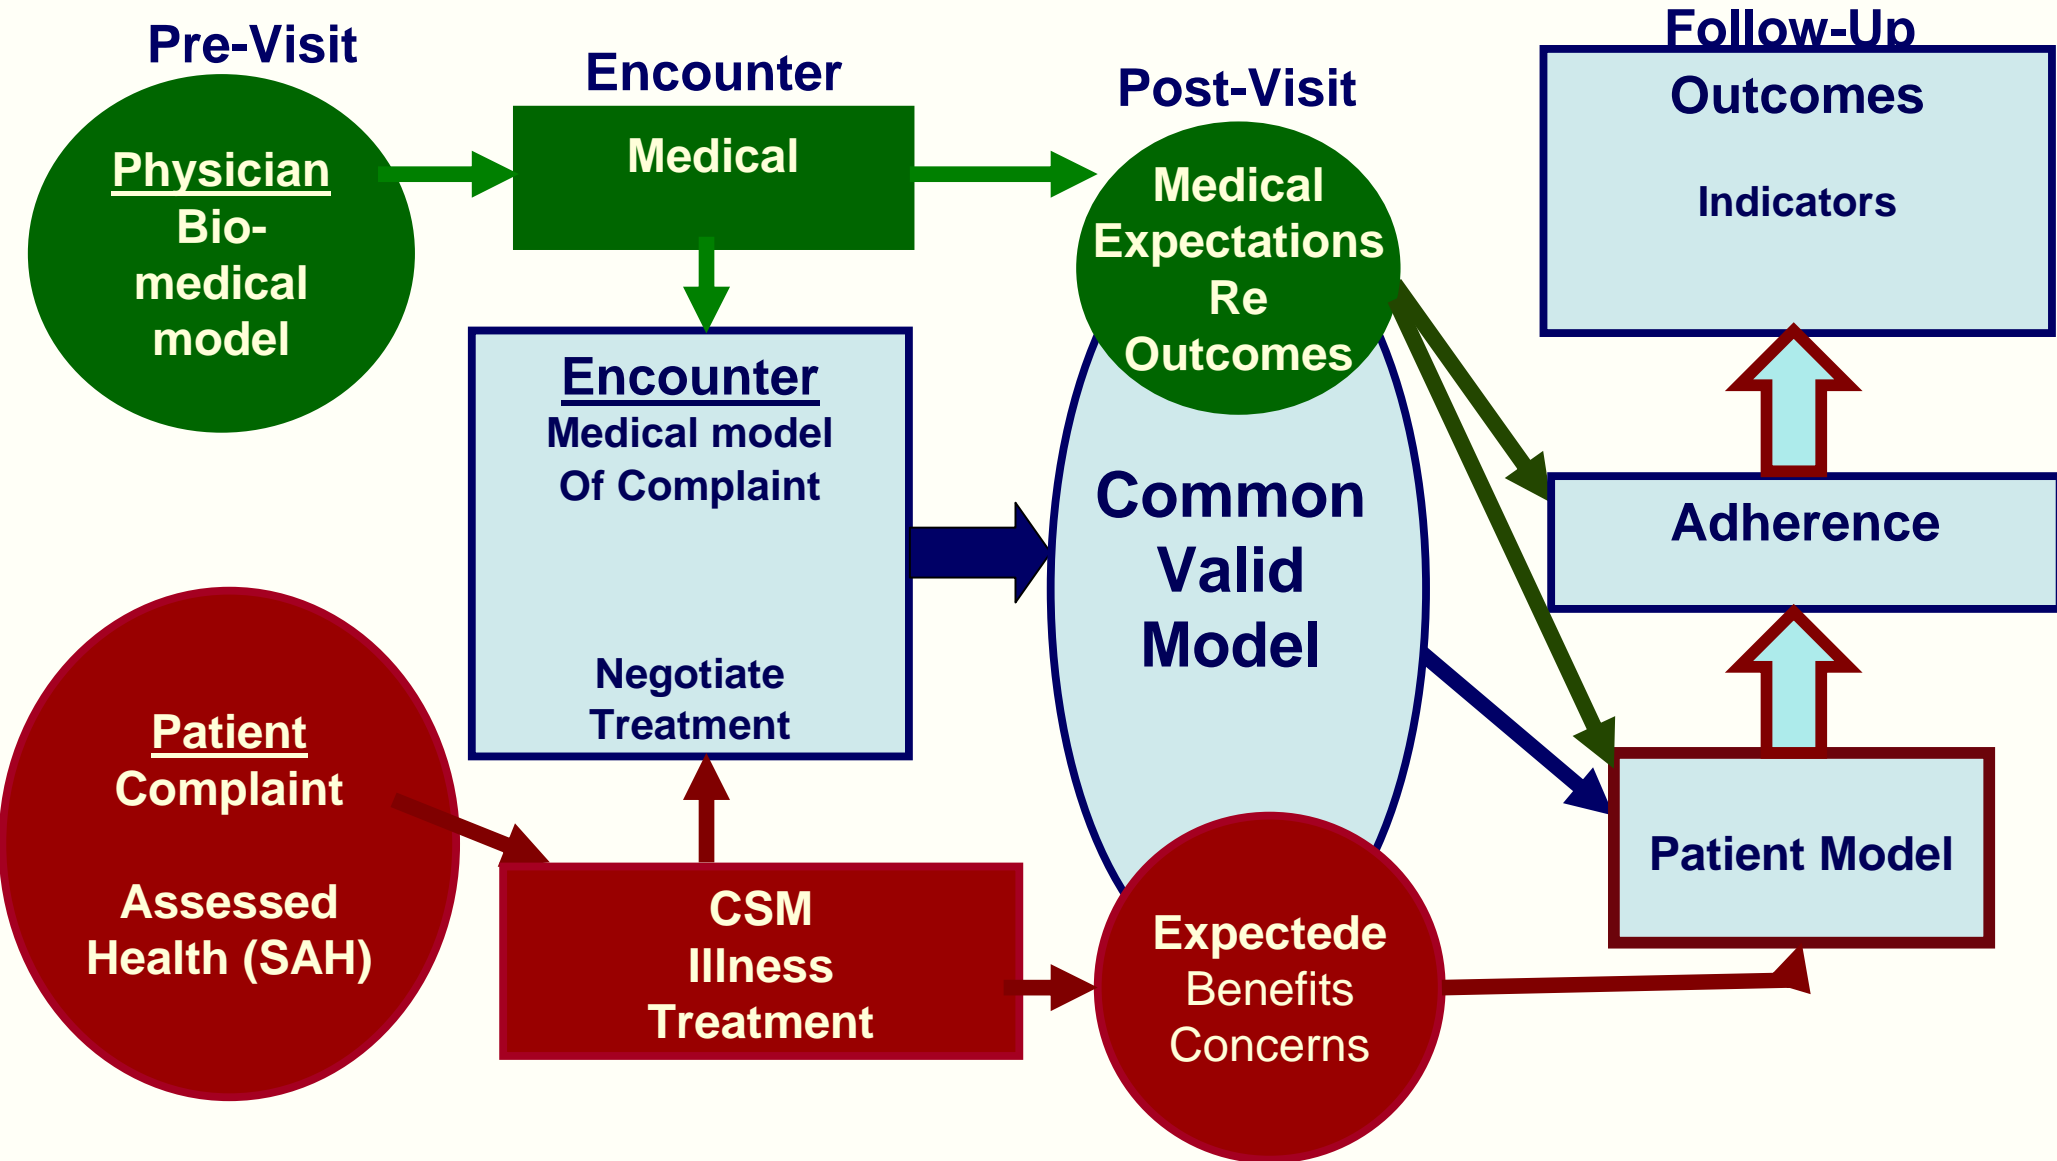 Pre-Visit
Physician
Bio-
medical
model
Patient
Complaint
Assessed
Health (SAH)
Encounter
Medical
Encounter
Medical model
Of Complaint
Negotiate
Treatment
CSM
Illness
Treatment
Post-Visit
Medical
Expectations
Re
Outcomes
Common
Valid
Model
Expectede
Benefits
Concerns
Follow-Up
Outcomes
Indicators
Adherence
Patient Model